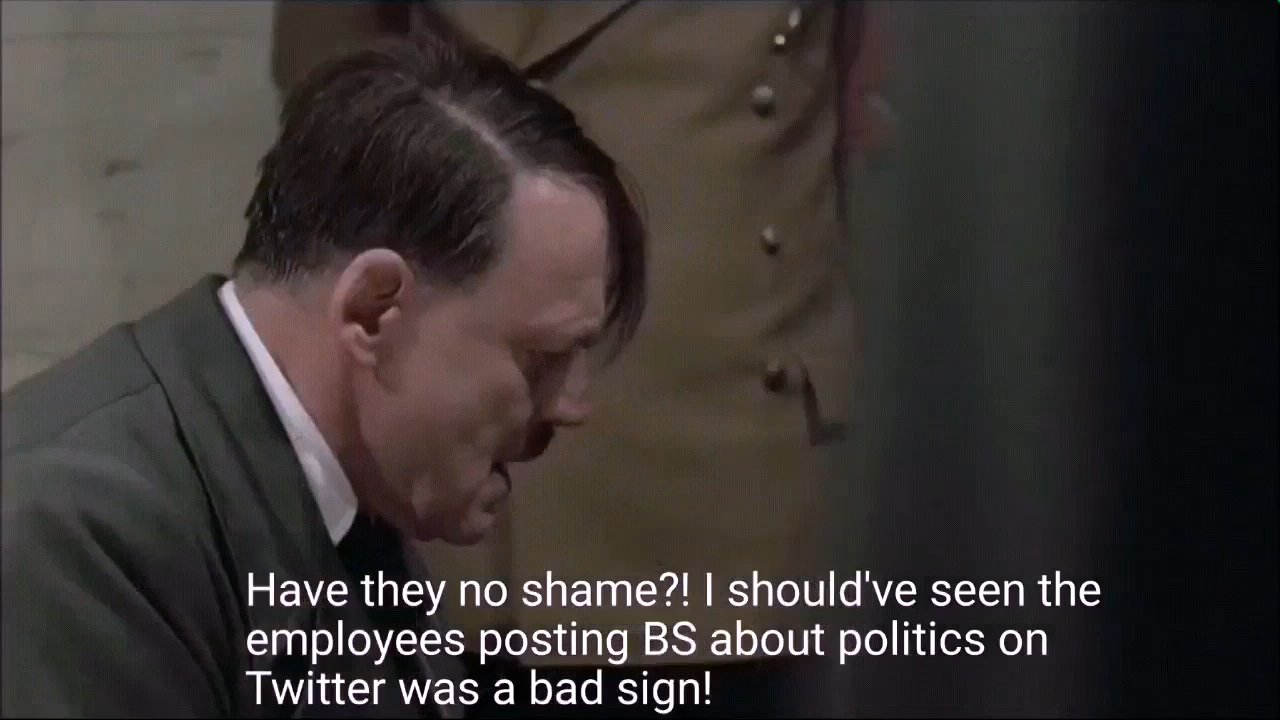 Have they no shame?! I should've seen the
employees posting BS about politics on
Twitter was a bad sign!